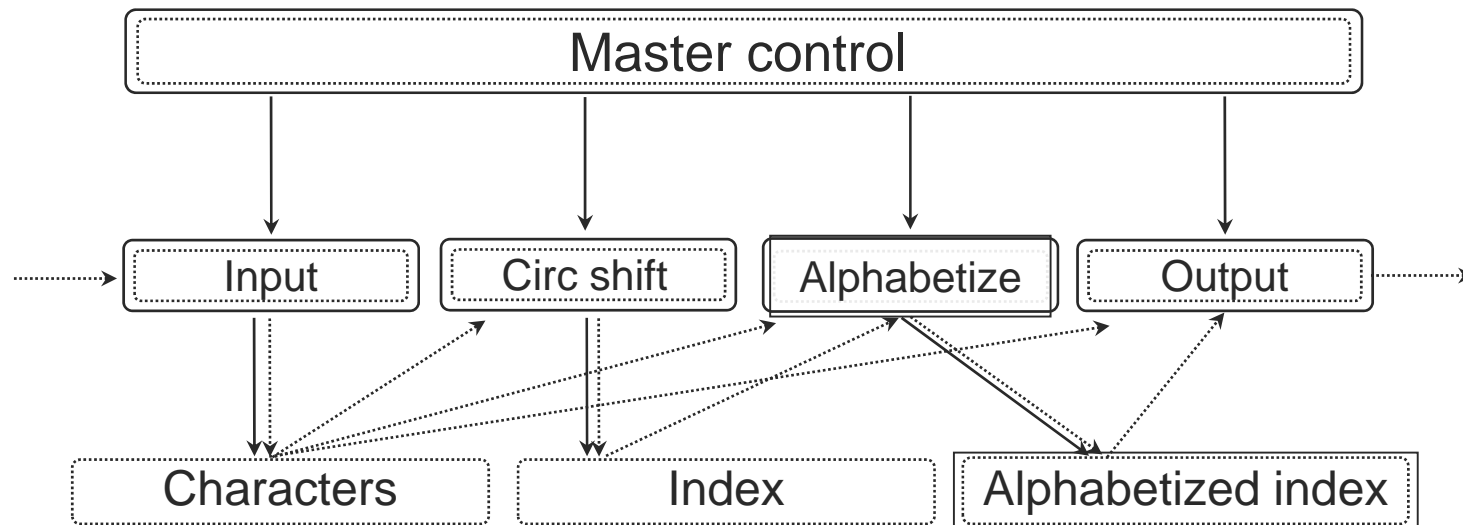 Master control
Input
Circ shift
Alphabetize
Output
Characters
Index
Alphabetized index